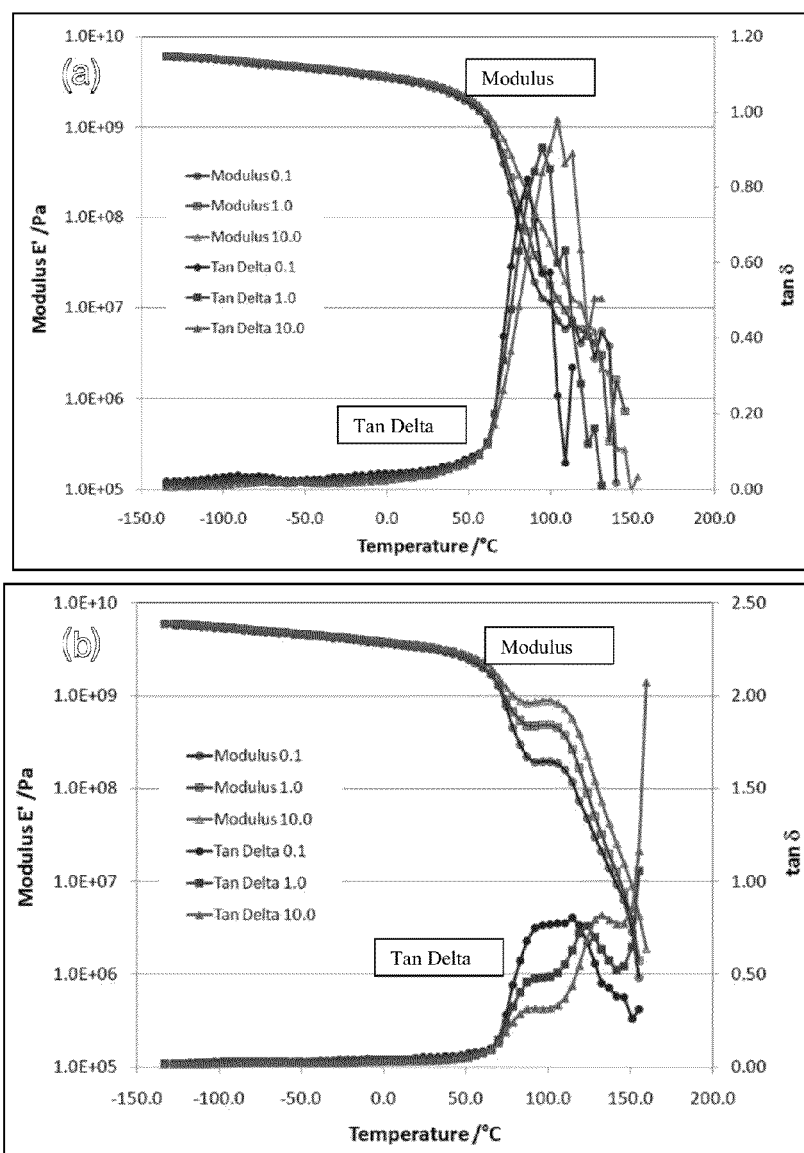 (a)
1.0E+10
1.0E+09
1.0E+08
1.0E+07
1.0E+06
1.0E+05
Modulus E' /Pa
1.20
1.00
0.80
0.60
0.40
0.20
0.00
tan δ
Modulus
Modulus 0.1
Modulus 1.0
Modulus 10.0
Tan Delta 0.1
Tan Delta 1.0
Tan Delta 10.0
Tan Delta
-150.0 -100.0 -50.0 0.0 50.0 100.0 150.0 200.0
Temperature /°C
(b)
1.0E+10
1.0E+09
1.0E+08
1.0E+07
1.0E+06
1.0E+05
Modulus E' /Pa
2.50
2.00
1.50
1.00
0.50
0.00
tan δ
Modulus
Modulus 0.1
Modulus 1.0
Modulus 10.0
Tan Delta 0.1
Tan Delta 1.0
Tan Delta 10.0
Tan Delta
-150.0 -100.0 -50.0 0.0 50.0 100.0 150.0 200.0
Temperature /°C